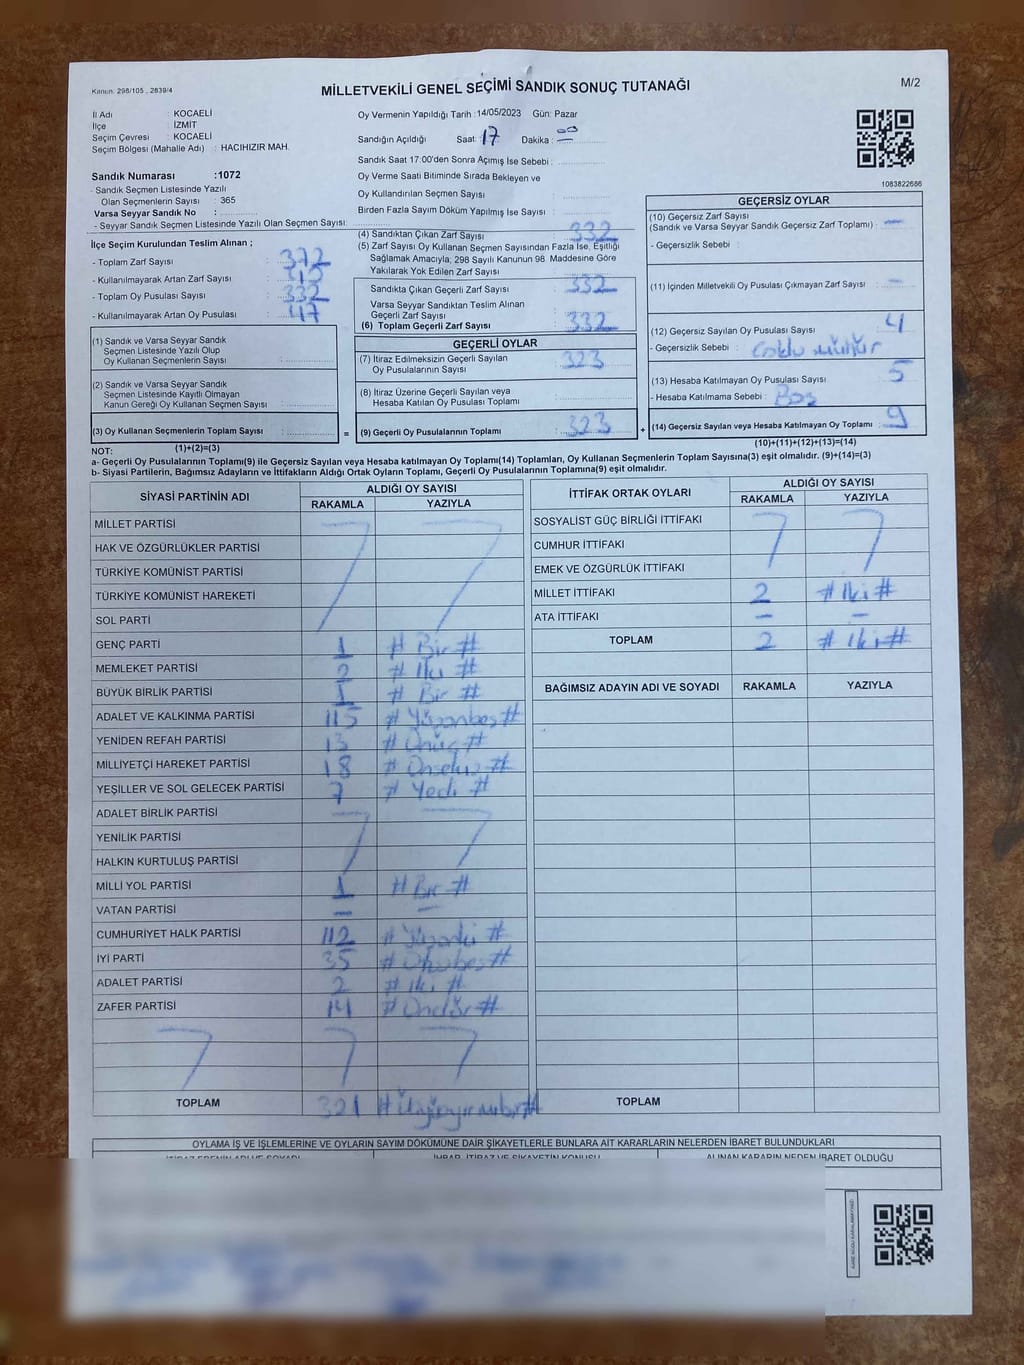 Kanun: 298/105 , 2839/4
MİLLETVEKİLİ GENEL SEÇİMİ SANDIK SONUÇ TUTANAĞI
M/2
İl Adı : KOCAELİ
İlçe : İZMİT
Seçim Çevresi : KOCAELİ
Seçim Bölgesi (Mahalle Adı) : HACIHIZIR MAH.
Sandık Numarası :1072
- Sandık Seçmen Listesinde Yazılı
Olan Seçmenlerin Sayısı : 365
Varsa Seyyar Sandık No :
- Seyyar Sandık Seçmen Listesinde Yazılı Olan Seçmen Sayısı:
Oy Vermenin Yapıldığı Tarih :14/05/2023 Gün: Pazar
Sandığın Açıldığı Saat: 17 Dakika : 00
Sandık Saat 17:00'den Sonra Açımış İse Sebebi :
Oy Verme Saati Bitiminde Sırada Bekleyen ve
Oy Kullandırılan Seçmen Sayısı :
Birden Fazla Sayım Döküm Yapılmış İse Sayısı :
1083822686
İlçe Seçim Kurulundan Teslim Alınan ;
- Toplam Zarf Sayısı : 372
- Kullanılmayarak Artan Zarf Sayısı :
- Toplam Oy Pusulası Sayısı : 332
- Kullanılmayarak Artan Oy Pusulası : 47
(4) Sandıktan Çıkan Zarf Sayısı : 332
(5) Zarf Sayısı Oy Kullanan Seçmen Sayısından Fazla İse, Eşitliği
Sağlamak Amacıyla, 298 Sayılı Kanunun 98. Maddesine Göre
Yakılarak Yok Edilen Zarf Sayısı :
Sandıkta Çıkan Geçerli Zarf Sayısı : 332
Varsa Seyyar Sandıktan Teslim Alınan
Geçerli Zarf Sayısı :
(6) Toplam Geçerli Zarf Sayısı : 332
GEÇERSİZ OYLAR
(10) Geçersiz Zarf Sayısı
(Sandık ve Varsa Seyyar Sandık Geçersiz Zarf Toplamı) : —
- Geçersizlik Sebebi :
(11) İçinden Milletvekili Oy Pusulası Çıkmayan Zarf Sayısı : —
(12) Geçersiz Sayılan Oy Pusulası Sayısı : 4
- Geçersizlik Sebebi : Çoklu mühür
(13) Hesaba Katılmayan Oy Pusulası Sayısı : 5
- Hesaba Katılmama Sebebi : Boş
(14) Geçersiz Sayılan veya Hesaba Katılmayan Oy Toplamı : 9
(10)+(11)+(12)+(13)=(14)
(1) Sandık ve Varsa Seyyar Sandık
Seçmen Listesinde Yazılı Olup
Oy Kullanan Seçmenlerin Sayısı :
(2) Sandık ve Varsa Seyyar Sandık
Seçmen Listelerinde Kayıtlı Olmayan
Kanun Gereği Oy Kullanan Seçmen Sayısı :
(3) Oy Kullanan Seçmenlerin Toplam Sayısı :
(1)+(2)=(3)
GEÇERLİ OYLAR
(7) İtiraz Edilmeksizin Geçerli Sayılan
Oy Pusulalarının Sayısı : 323
(8) İtiraz Üzerine Geçerli Sayılan veya
Hesaba Katılan Oy Pusulası Toplamı :
= (9) Geçerli Oy Pusulalarının Toplamı : 323 +
NOT:
a- Geçerli Oy Pusulalarının Toplamı(9) ile Geçersiz Sayılan veya Hesaba katılmayan Oy Toplamı(14) Toplamları, Oy Kullanan Seçmenlerin Toplam Sayısına(3) eşit olmalıdır. (9)+(14)=(3)
b- Siyasi Partilerin, Bağımsız Adayların ve İttifakların Aldığı Ortak Oyların Toplamı, Geçerli Oy Pusulalarının Toplamına(9) eşit olmalıdır.
SİYASİ PARTİNİN ADI ALDIĞI OY SAYISI
RAKAMLA YAZIYLA
MİLLET PARTİSİ
HAK VE ÖZGÜRLÜKLER PARTİSİ
TÜRKİYE KOMÜNİST PARTİSİ
TÜRKİYE KOMÜNİST HAREKETİ
SOL PARTİ
GENÇ PARTİ 1 # Bir #
MEMLEKET PARTİSİ 2 # İki #
BÜYÜK BİRLİK PARTİSİ 1 # Bir #
ADALET VE KALKINMA PARTİSİ 115 # Yüzonbeş #
YENİDEN REFAH PARTİSİ 13 # Onüç #
MİLLİYETÇİ HAREKET PARTİSİ 18 # Onsekiz #
YEŞİLLER VE SOL GELECEK PARTİSİ 7 # Yedi #
ADALET BİRLİK PARTİSİ
YENİLİK PARTİSİ
HALKIN KURTULUŞ PARTİSİ
MİLLİ YOL PARTİSİ 1 # Bir #
VATAN PARTİSİ — —
CUMHURİYET HALK PARTİSİ 112 # Yüzoniki #
İYİ PARTİ 35 # Otuzbeş #
ADALET PARTİSİ 2 # İki #
ZAFER PARTİSİ 14 # Ondör #
TOPLAM 321 # Üçyüzyirmibir #
İTTİFAK ORTAK OYLARI ALDIĞI OY SAYISI
RAKAMLA YAZIYLA
SOSYALİST GÜÇ BİRLİĞİ İTTİFAKI
CUMHUR İTTİFAKI
EMEK VE ÖZGÜRLÜK İTTİFAKI
MİLLET İTTİFAKI 2 # İki #
ATA İTTİFAKI — —
TOPLAM 2 # İki #
BAĞIMSIZ ADAYIN ADI VE SOYADI RAKAMLA YAZIYLA
TOPLAM
OYLAMA İŞ VE İŞLEMLERİNE VE OYLARIN SAYIM DÖKÜMÜNE DAİR ŞİKAYETLERLE BUNLARA AİT KARARLARIN NELERDEN İBARET BULUNDUKLARI
İTİRAZ EDENİN ADI VE SOYADI İHBAR, İTİRAZ VE ŞİKAYETİN KONUSU ALINAN KARARIN NEDEN İBARET OLDUĞU